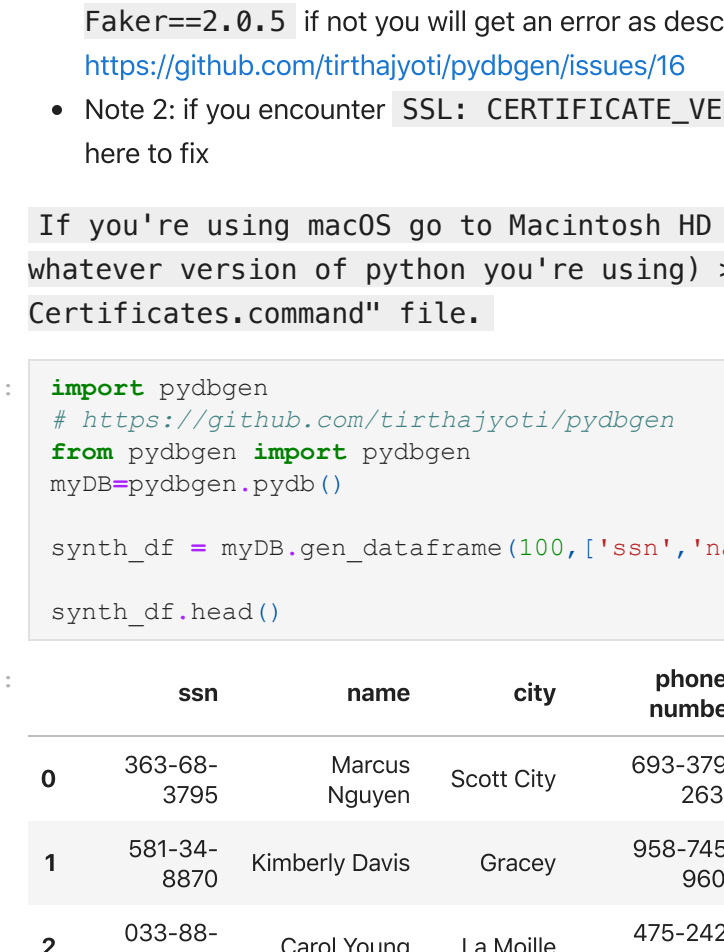 Faker==2.0.5 if not you will get an error as desc
https://github.com/tirthajyoti/pydbgen/issues/16
• Note 2: if you encounter SSL: CERTIFICATE_VE
here to fix
If you're using macOS go to Macintosh HD
whatever version of python you're using) >
Certificates.command" file.
: import pydbgen
# https://github.com/tirthajyoti/pydbgen
from pydbgen import pydbgen
myDB=pydbgen.pydb()
synth_df = myDB.gen_dataframe(100,['ssn','na
synth_df.head()
: ssn name city phone
numbe
0 363-68- Marcus Scott City 693-379
3795 Nguyen 263
1 581-34- Kimberly Davis Gracey 958-745
8870 960
2 033-88- Carol Young La Moille 475-242